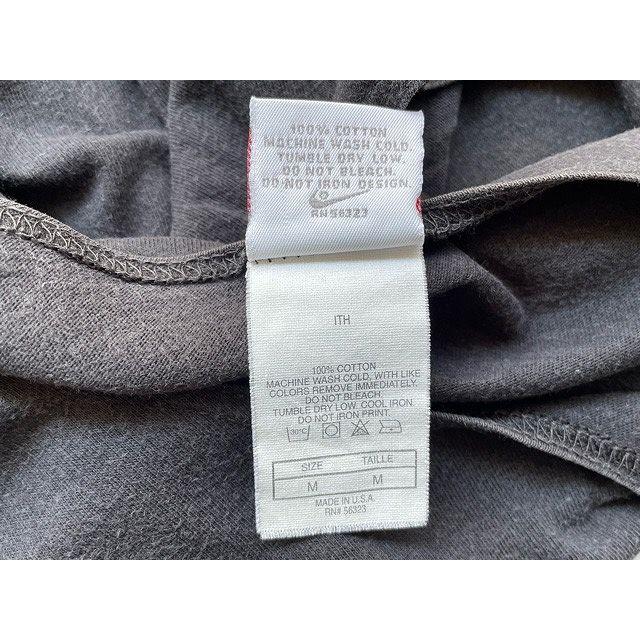 100% COTTON
MACHINE WASH COLD.
TUMBLE DRY LOW.
DO NOT BLEACH.
DO NOT IRON DESIGN.
RN 56323
ITH
100% COTTON
MACHINE WASH COLD, WITH LIKE
COLORS REMOVE IMMEDIATELY.
DO NOT BLEACH.
TUMBLE DRY LOW, COOL IRON
DO NOT IRON PRINT.
30°C
SIZE TAILLE
M M
MADE IN U.S.A.
RN# 56323